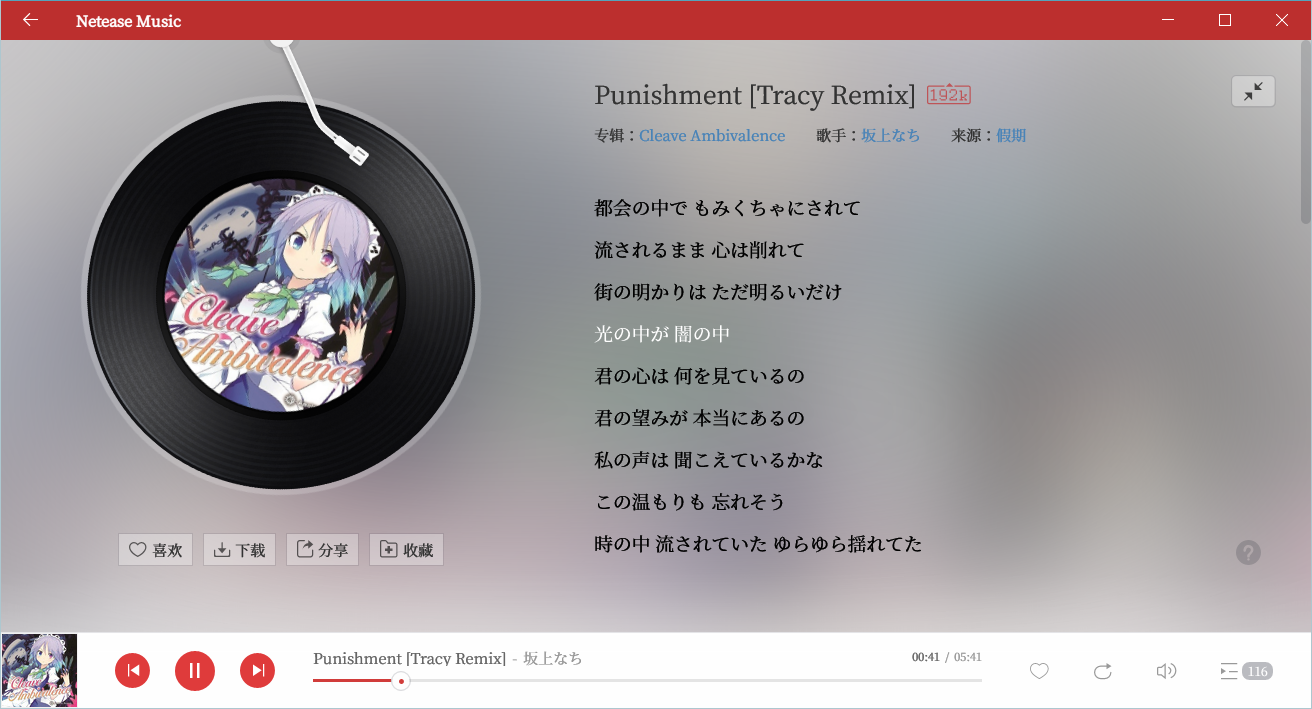 Netease Music
Punishment [Tracy Remix] 192k
专辑：Cleave Ambivalence 歌手：坂上なち 来源：假期
都会の中で もみくちゃにされて
流されるまま 心は削れて
街の明かりは ただ明るいだけ
光の中が 闇の中
君の心は 何を見ているの
君の望みが 本当にあるの
私の声は 聞こえているかな
この温もりも 忘れそう
時の中 流されていた ゆらゆら揺れてた
Cleave
Ambivalence
喜欢 下载 分享 收藏
?
Punishment [Tracy Remix] - 坂上なち 00:41 / 05:41
116